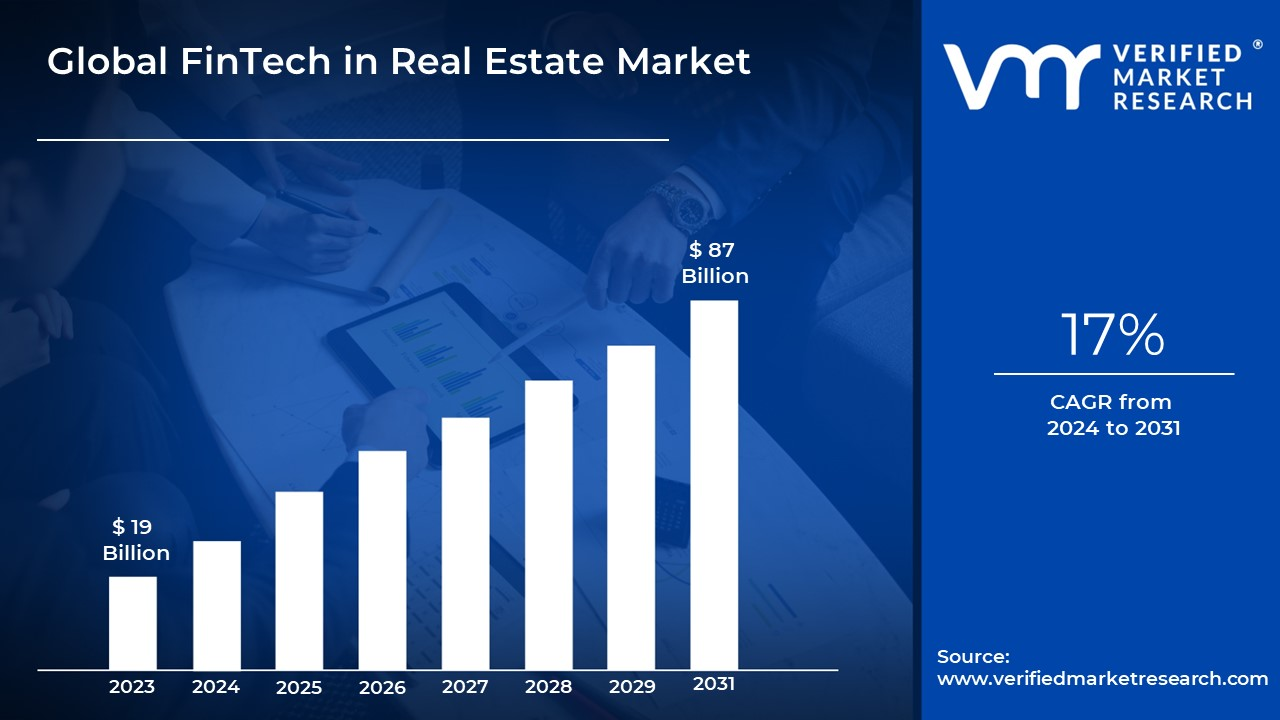 Global FinTech in Real Estate Market
vmr
VERIFIED ®
MARKET
RESEARCH
$ 87
Billion
$ 19
Billion
2023 2024 2025 2026 2027 2028 2029 2031
17%
CAGR from
2024 to 2031
Source:
www.verifiedmarketresearch.com